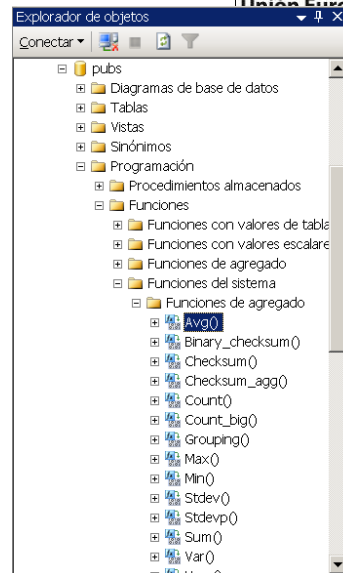 Unión Euro
Explorador de objetos
Conectar
pubs
Diagramas de base de datos
Tablas
Vistas
Sinónimos
Programación
Procedimientos almacenados
Funciones
Funciones con valores de tabla
Funciones con valores escalare
Funciones de agregado
Funciones del sistema
Funciones de agregado
Avg()
Binary_checksum()
Checksum()
Checksum_agg()
Count()
Count_big()
Grouping()
Max()
Min()
Stdev()
Stdevp()
Sum()
Var()